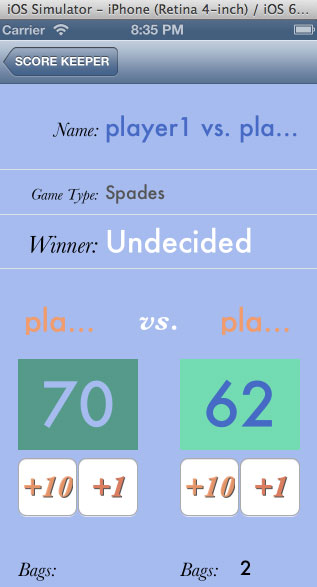 iOS Simulator - iPhone (Retina 4-inch) / iOS 6...
Carrier 8:35 PM
SCORE KEEPER
Name: player1 vs. pla...
Game Type: Spades
Winner: Undecided
pla... vs. pla...
70 62
+10 +1 +10 +1
Bags: Bags: 2